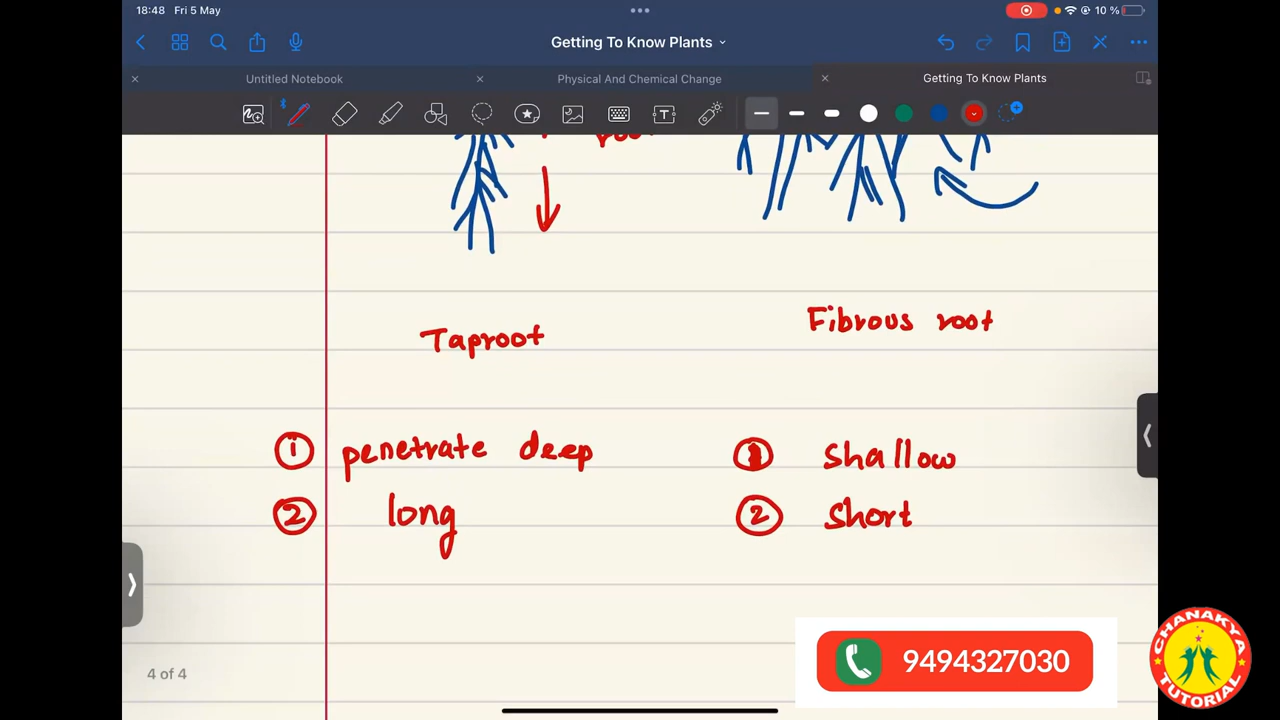 18:48 Fri 5 May
10 %
Getting To Know Plants
Untitled Notebook
Physical And Chemical Change
Getting To Know Plants
T
Taproot
Fibrous root
1 penetrate deep
1 shallow
2 long
2 short
4 of 4
9494327030
CHANAKYA
TUTORIAL